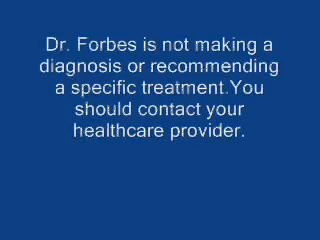 Dr. Forbes is not making a
diagnosis or recommending
a specific treatment.You
should contact your
healthcare provider.